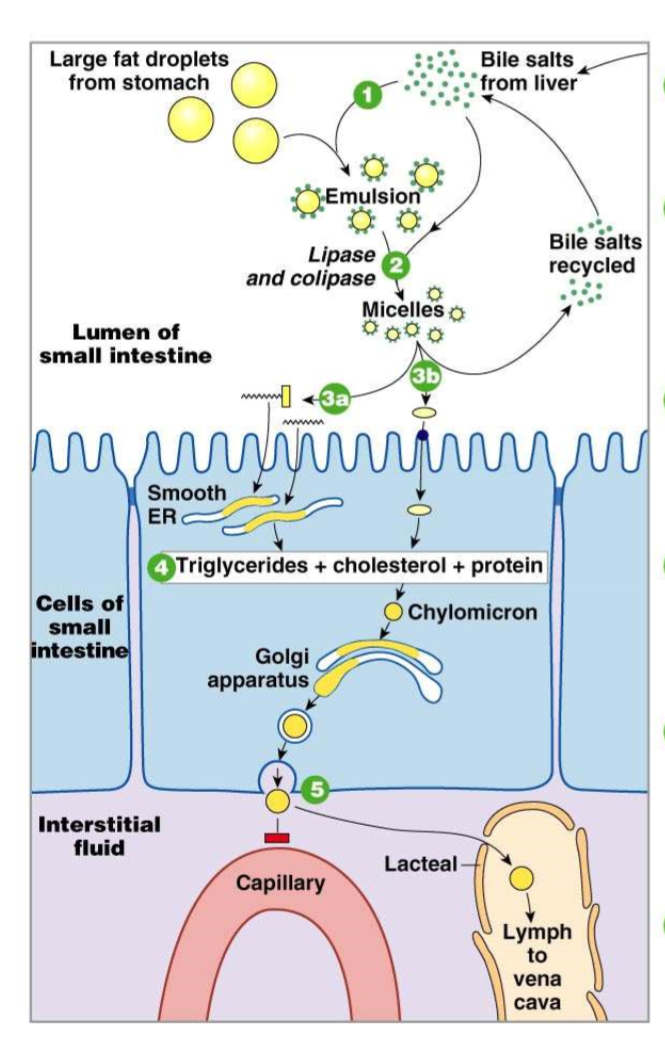 Large fat droplets
from stomach
Bile salts
from liver
1
Emulsion
Bile salts
recycled
Lipase
and colipase
2
Micelles
Lumen of
small intestine
3a
3b
Smooth
ER
4 Triglycerides + cholesterol + protein
Cells of
small
intestine
Chylomicron
Golgi
apparatus
5
Interstitial
fluid
Lacteal
Capillary
Lymph
to
vena
cava